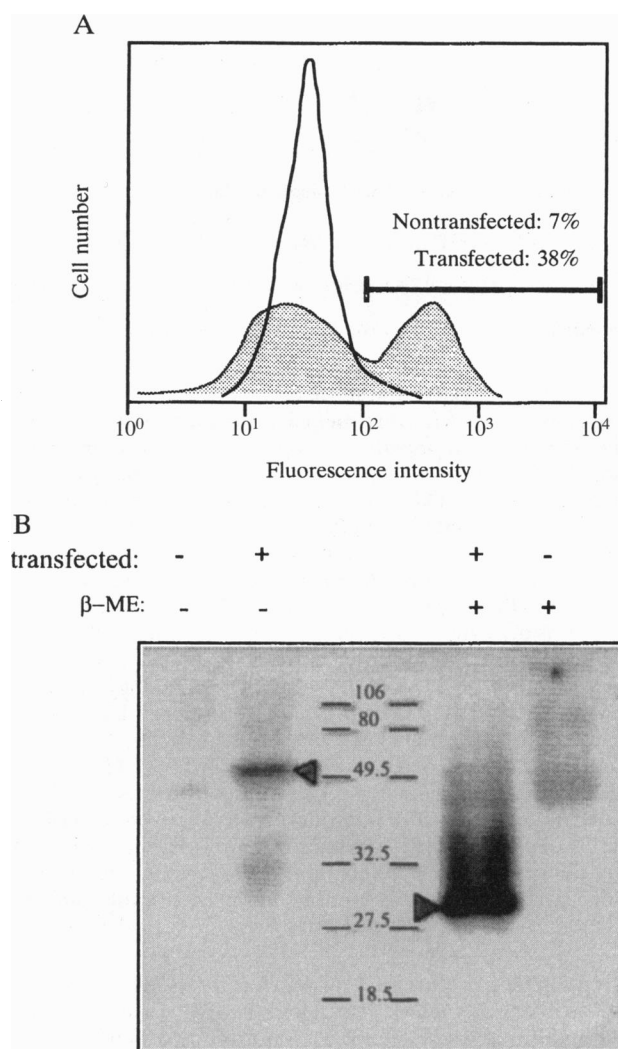 A
Cell number
Nontransfected: 7%
Transfected: 38%
10⁰ 10¹ 10² 10³ 10⁴
Fluorescence intensity
B
transfected: - + + -
β–ME: - - + +
106
80
49.5
32.5
27.5
18.5